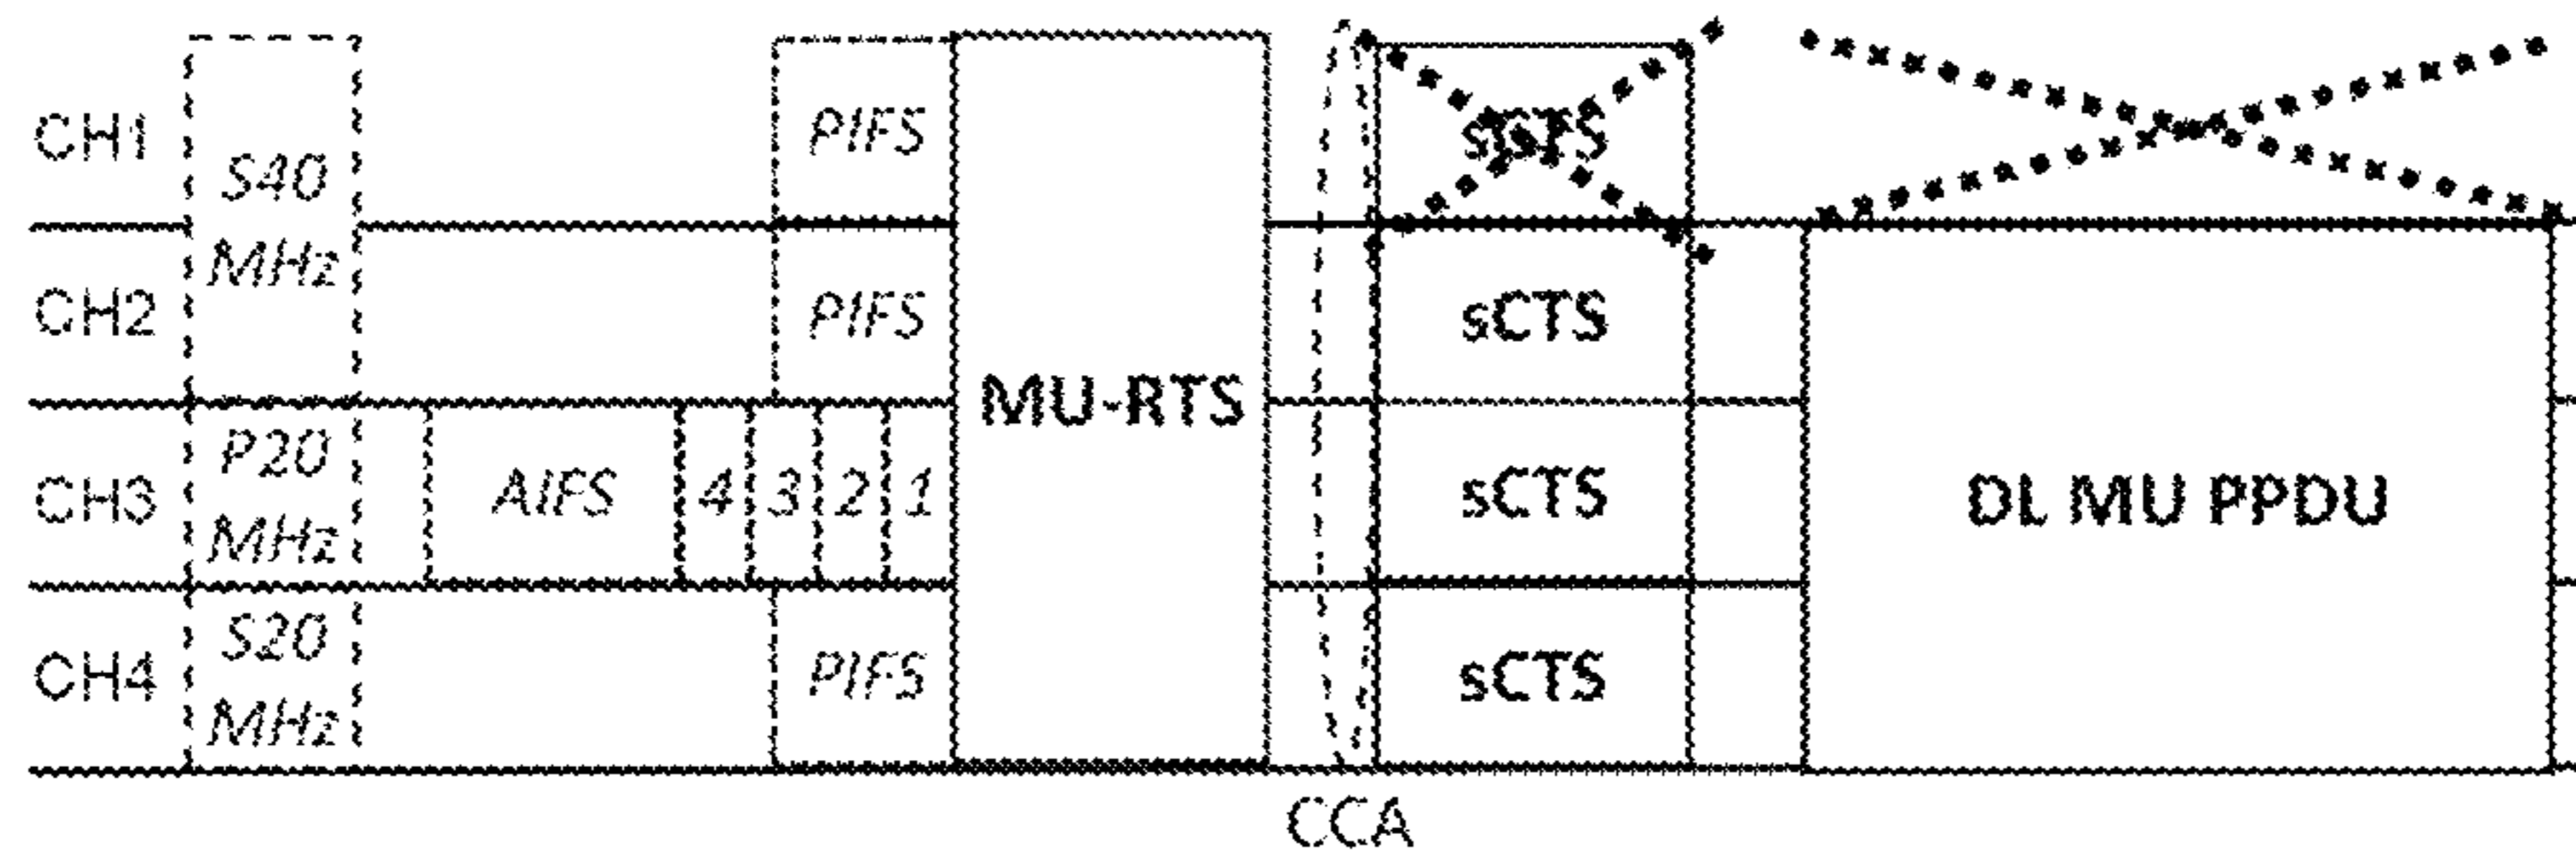 CH1
S40
MHz
PIFS
sCTS
CH2
PIFS
sCTS
MU-RTS
CH3
P20
MHz
AIFS
4
3
2
1
sCTS
DL MU PPDU
CH4
S20
MHz
PIFS
sCTS
CCA